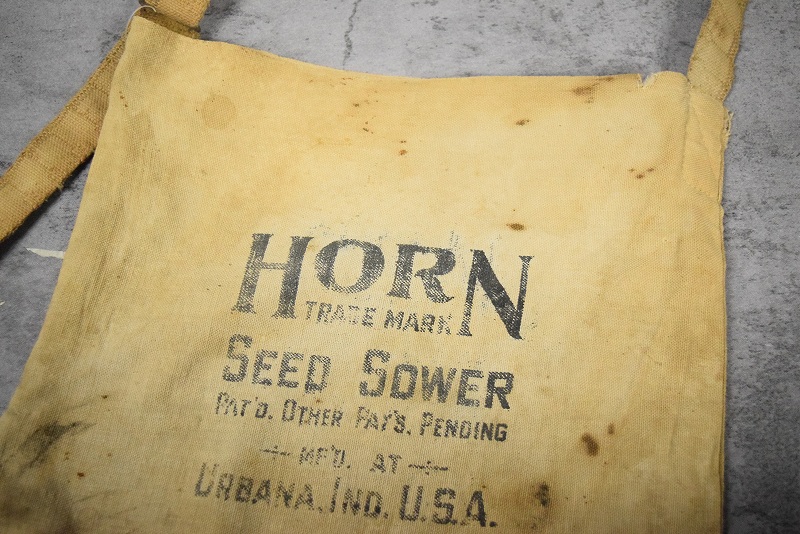 HORN
TRADE MARK
SEED SOWER
PAT'D. OTHER PAT'S. PENDING
MF'D. AT
URBANA, IND. U.S.A.